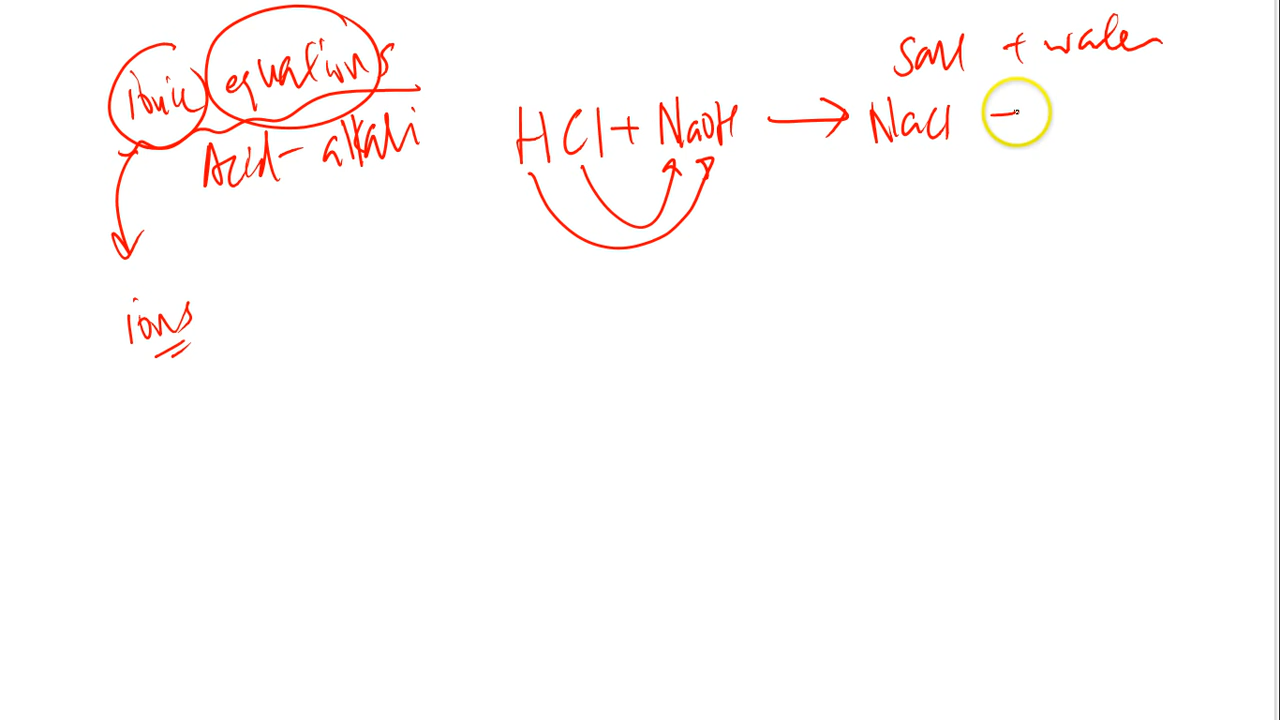 ionic equations
Acid - alkali
salt + water
HCl + NaOH → NaCl -
ions